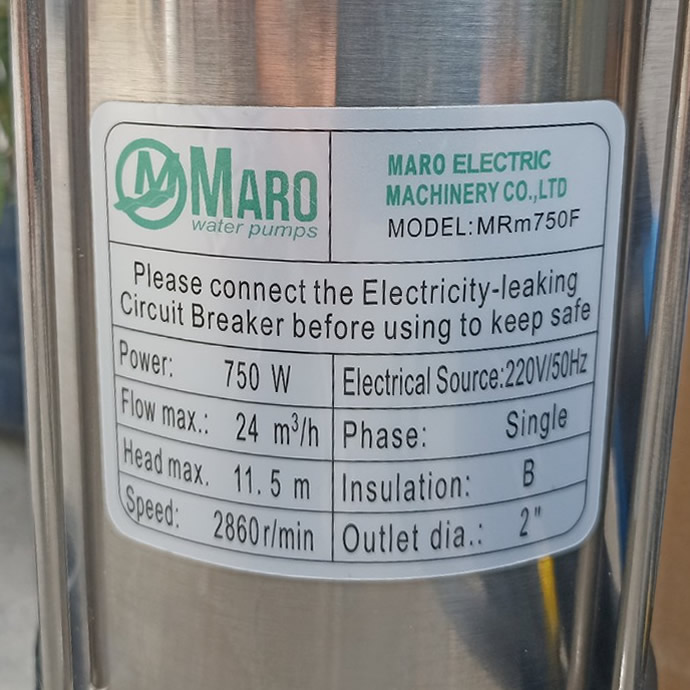 M MARO
water pumps
MARO ELECTRIC
MACHINERY CO.,LTD
MODEL:MRm750F
Please connect the Electricity-leaking
Circuit Breaker before using to keep safe
Power: 750 W
Electrical Source:220V/50Hz
Flow max.: 24 m³/h
Phase: Single
Head max. 11.5 m
Insulation: B
Speed: 2860r/min
Outlet dia.: 2"